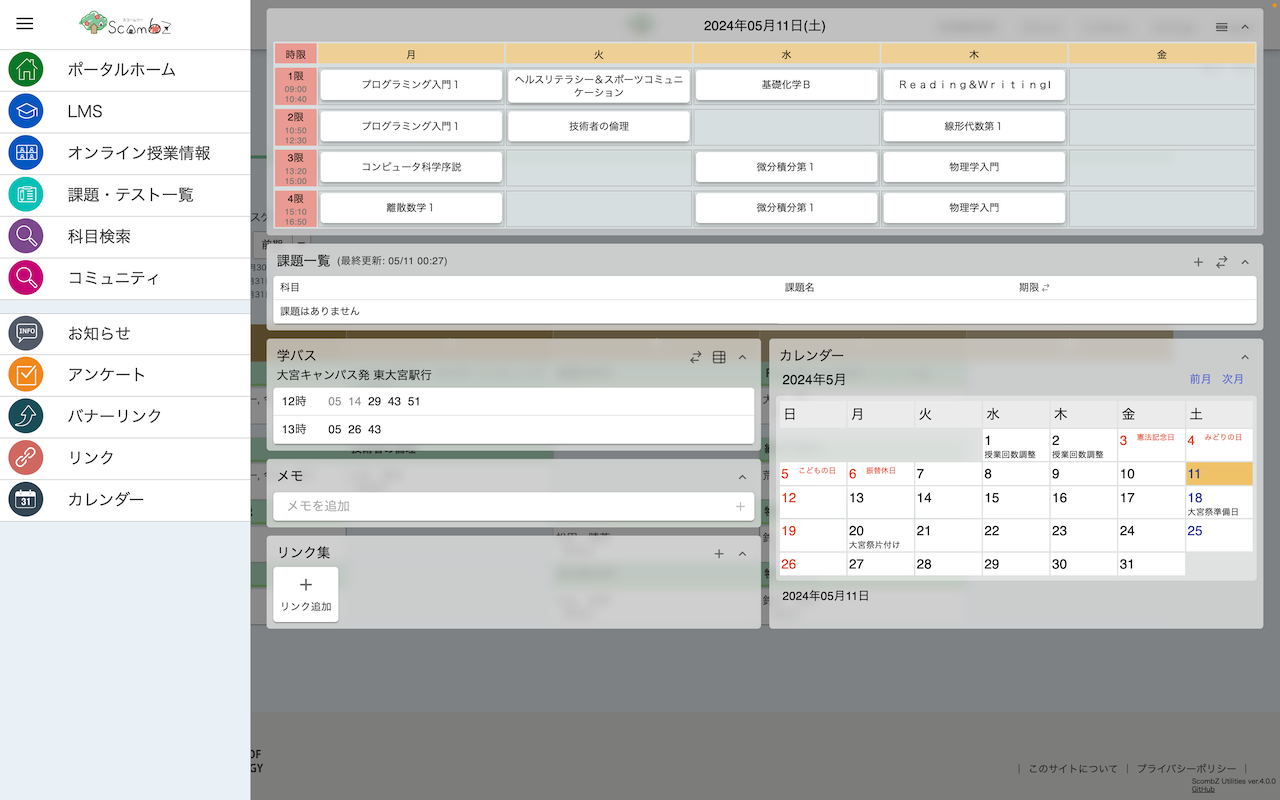 スコームツー
ScombZ
ポータルホーム
LMS
オンライン授業情報
課題・テスト一覧
科目検索
コミュニティ
INFO
お知らせ
アンケート
バナーリンク
リンク
31
カレンダー
2024年05月11日(土)
時限 月 火 水 木 金
1限 09:00 10:40
プログラミング入門1
ヘルスリテラシー&スポーツコミュニケーション
基礎化学B
Reading&WritingI
2限 10:50 12:30
プログラミング入門1
技術者の倫理
線形代数第1
3限 13:20 15:00
コンピュータ科学序説
微分積分第1
物理学入門
4限 15:10 16:50
離散数学1
微分積分第1
物理学入門
課題一覧 (最終更新: 05/11 00:27)
科目 課題名 期限
課題はありません
学バス
大宮キャンパス発 東大宮駅行
12時 05 14 29 43 51
13時 05 26 43
メモ
メモを追加
リンク集
リンク追加
カレンダー
2024年5月 前月 次月
日 月 火 水 木 金 土
1 授業回数調整
2 授業回数調整
3 憲法記念日
4 みどりの日
5 こどもの日
6 振替休日
7 8 9 10 11
12 13 14 15 16 17
18 大宮祭準備日
19
20 大宮祭片付け
21 22 23 24 25
26 27 28 29 30 31
2024年05月11日
OF
GY
| このサイトについて | プライバシーポリシー |
ScombZ Utilities ver.4.0.0
GitHub